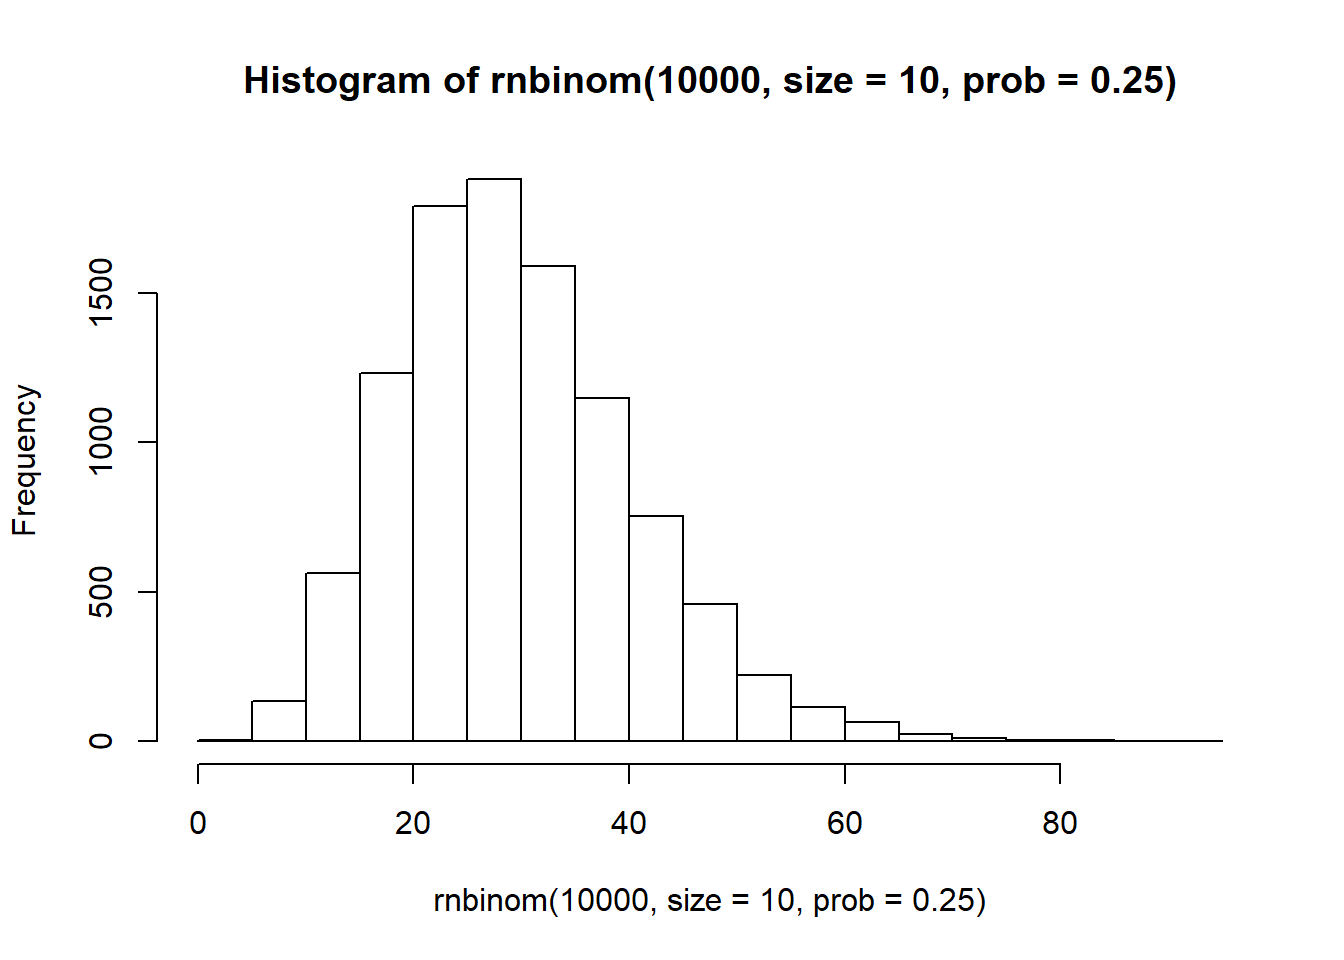 Histogram of rnbinom(10000, size = 10, prob = 0.25)
Frequency
1500
1000
500
0
0 20 40 60 80
rnbinom(10000, size = 10, prob = 0.25)